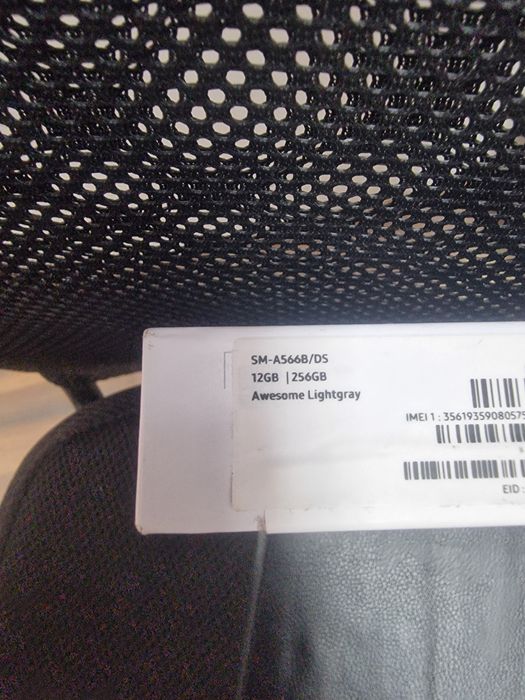 SM-A566B/DS
12GB | 256GB
Awesome Lightgray
IMEI 1 : 35619359080575
EID :